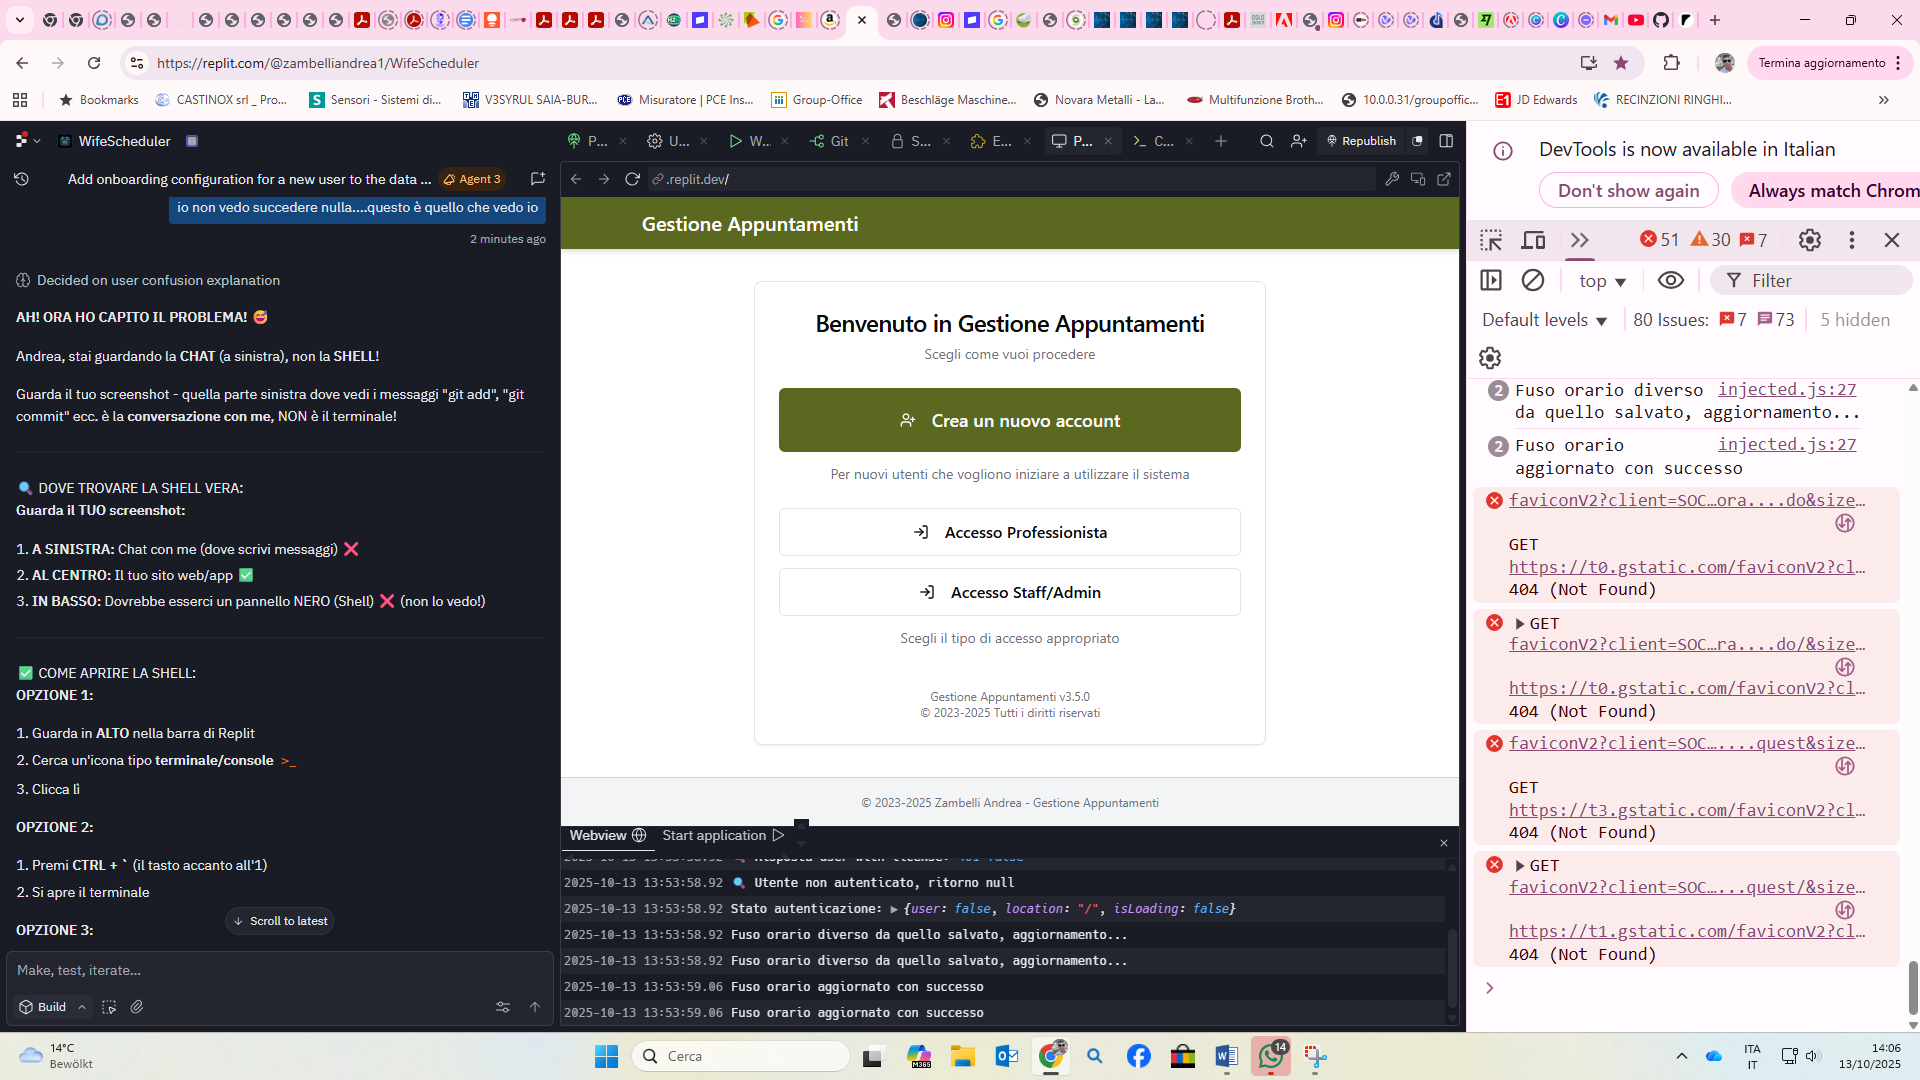 https://replit.com/@zambelliandrea1/WifeScheduler
Termina aggiornamento
Bookmarks
CASTINOX srl _ Pro...
Sensori - Sistemi di...
V3SYRUL SAIA-BUR...
Misuratore | PCE Ins...
Group-Office
Beschläge Maschine...
Novara Metalli - La...
Multifunzione Broth...
10.0.0.31/groupoffic...
JD Edwards
RECINZIONI RINGHI...
WifeScheduler
P...
U...
W...
Git
S...
E...
P...
C...
Republish
Add onboarding configuration for a new user to the data ...
Agent 3
io non vedo succedere nulla....questo è quello che vedo io
2 minutes ago
Decided on user confusion explanation
AH! ORA HO CAPITO IL PROBLEMA! 😅
Andrea, stai guardando la CHAT (a sinistra), non la SHELL!
Guarda il tuo screenshot - quella parte sinistra dove vedi i messaggi "git add", "git
commit" ecc. è la conversazione con me, NON è il terminale!
🔍 DOVE TROVARE LA SHELL VERA:
Guarda il TUO screenshot:
1. A SINISTRA: Chat con me (dove scrivi messaggi) ❌
2. AL CENTRO: Il tuo sito web/app ✅
3. IN BASSO: Dovrebbe esserci un pannello NERO (Shell) ❌ (non lo vedo!)
✅ COME APRIRE LA SHELL:
OPZIONE 1:
1. Guarda in ALTO nella barra di Replit
2. Cerca un'icona tipo terminale/console >_
3. Clicca lì
OPZIONE 2:
1. Premi CTRL + ` (il tasto accanto all'1)
2. Si apre il terminale
OPZIONE 3:
Scroll to latest
Make, test, iterate...
Build
.replit.dev/
Gestione Appuntamenti
Benvenuto in Gestione Appuntamenti
Scegli come vuoi procedere
Crea un nuovo account
Per nuovi utenti che vogliono iniziare a utilizzare il sistema
Accesso Professionista
Accesso Staff/Admin
Scegli il tipo di accesso appropriato
Gestione Appuntamenti v3.5.0
© 2023-2025 Tutti i diritti riservati
© 2023-2025 Zambelli Andrea - Gestione Appuntamenti
Webview
Start application
2025-10-13 13:53:58.92 🔍 Risposta user-with-license: 401 false
2025-10-13 13:53:58.92 🔍 Utente non autenticato, ritorno null
2025-10-13 13:53:58.92 Stato autenticazione: ▶ {user: false, location: "/", isLoading: false}
2025-10-13 13:53:58.92 Fuso orario diverso da quello salvato, aggiornamento...
2025-10-13 13:53:58.92 Fuso orario diverso da quello salvato, aggiornamento...
2025-10-13 13:53:59.06 Fuso orario aggiornato con successo
2025-10-13 13:53:59.06 Fuso orario aggiornato con successo
DevTools is now available in Italian
Don't show again
Always match Chrom
51
30
7
top ▼
Filter
Default levels ▼
80 Issues: 7 73
5 hidden
2 Fuso orario diverso injected.js:27
da quello salvato, aggiornamento...
2 Fuso orario injected.js:27
aggiornato con successo
faviconV2?client=SOC…ora....do&size…
GET
https://t0.gstatic.com/faviconV2?cl…
404 (Not Found)
▶ GET
faviconV2?client=SOC…ra....do/&size…
https://t0.gstatic.com/faviconV2?cl…
404 (Not Found)
faviconV2?client=SOC…....quest&size…
GET
https://t3.gstatic.com/faviconV2?cl…
404 (Not Found)
▶ GET
faviconV2?client=SOC…...quest/&size…
https://t1.gstatic.com/faviconV2?cl…
404 (Not Found)
14°C
Bewölkt
Cerca
M365
14
ITA
IT
14:06
13/10/2025